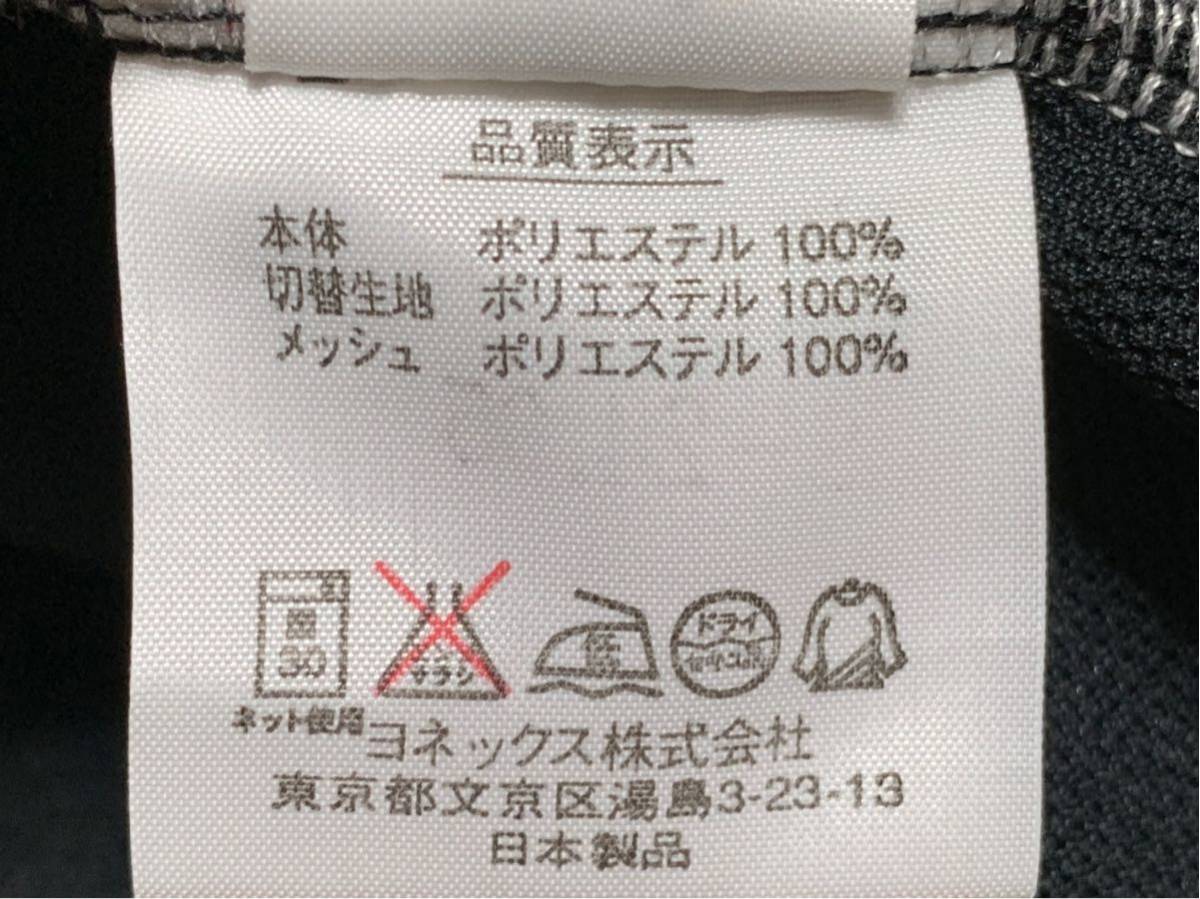 品質表示
本体 ポリエステル 100%
切替生地 ポリエステル 100%
メッシュ ポリエステル 100%
30
ドライ
ネット使用
ヨネックス株式会社
東京都文京区湯島3-23-13
日本製品